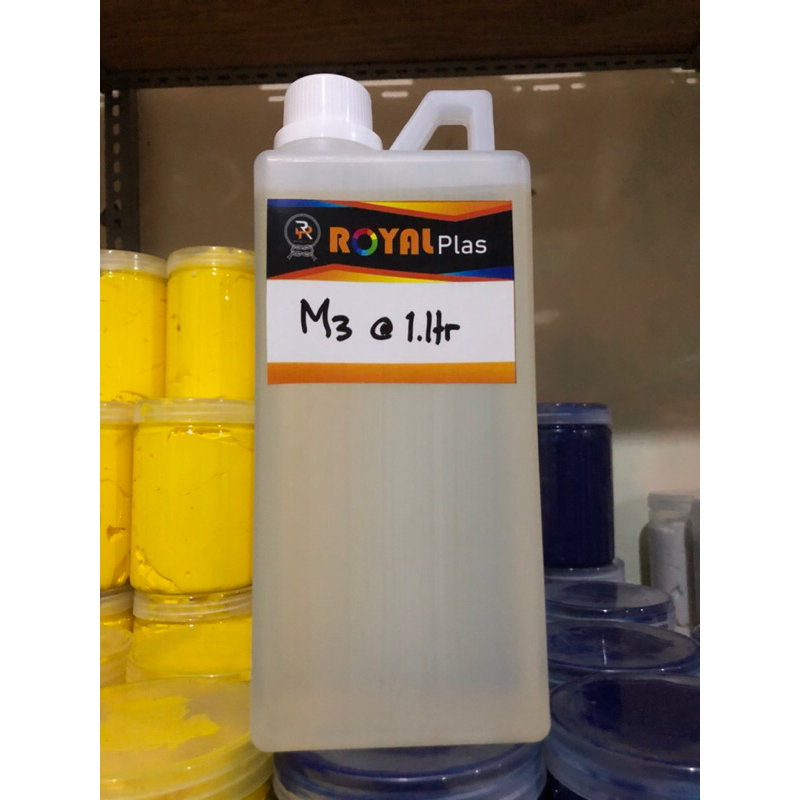 ROYAL Plas
M3 @ 1.ltr